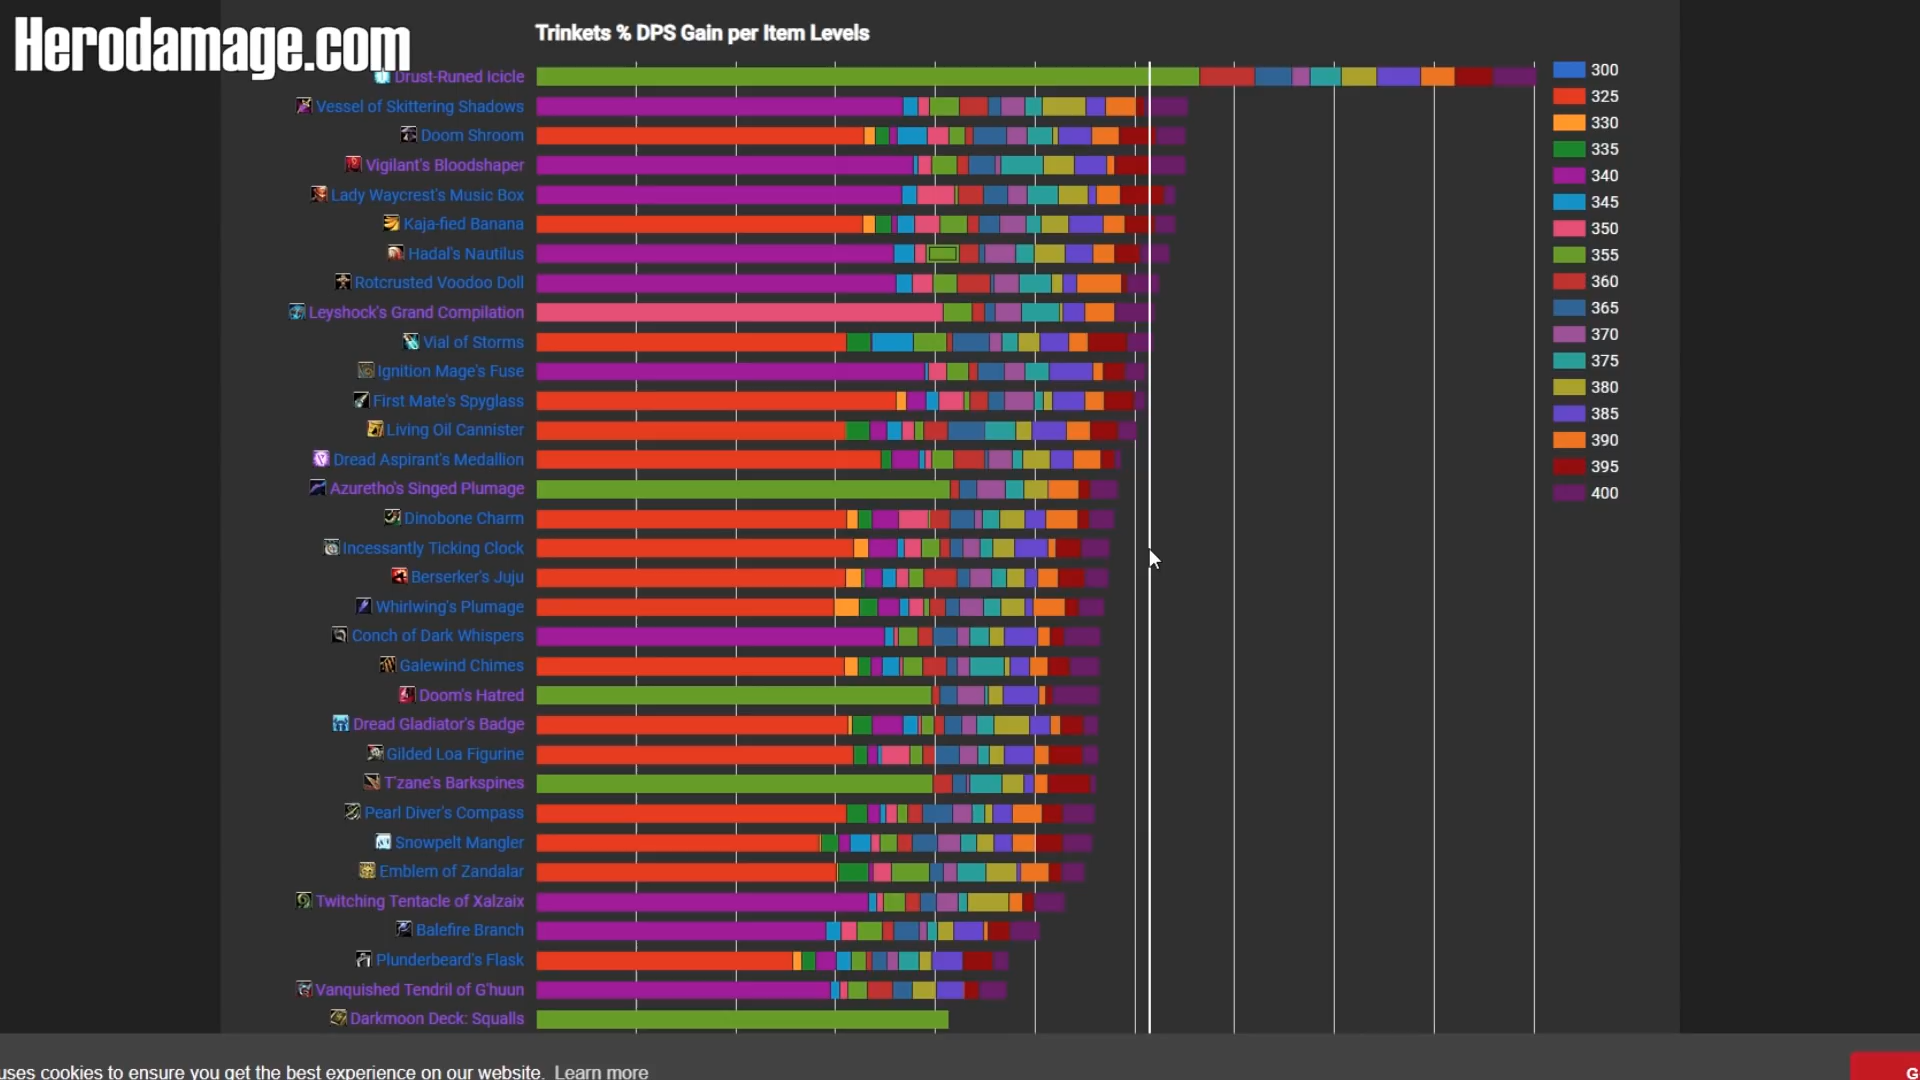 Herodamage.com
Trinkets % DPS Gain per Item Levels
Drust-Runed Icicle
Vessel of Skittering Shadows
Doom Shroom
Vigilant's Bloodshaper
Lady Waycrest's Music Box
Kaja-fied Banana
Hadal's Nautilus
Rotcrusted Voodoo Doll
Leyshock's Grand Compilation
Vial of Storms
Ignition Mage's Fuse
First Mate's Spyglass
Living Oil Cannister
Dread Aspirant's Medallion
Azuretho's Singed Plumage
Dinobone Charm
Incessantly Ticking Clock
Berserker's Juju
Whirlwing's Plumage
Conch of Dark Whispers
Galewind Chimes
Doom's Hatred
Dread Gladiator's Badge
Gilded Loa Figurine
T'zane's Barkspines
Pearl Diver's Compass
Snowpelt Mangler
Emblem of Zandalar
Twitching Tentacle of Xalzaix
Balefire Branch
Plunderbeard's Flask
Vanquished Tendril of G'huun
Darkmoon Deck: Squalls
300
325
330
335
340
345
350
355
360
365
370
375
380
385
390
395
400
uses cookies to ensure you get the best experience on our website. Learn more
G